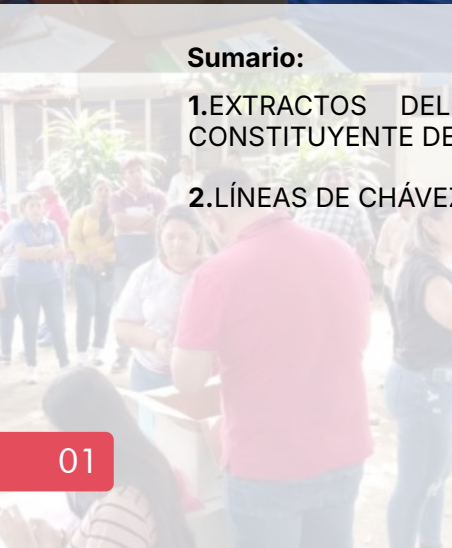 Sumario:
1.EXTRACTOS DEL
CONSTITUYENTE DE
2.LÍNEAS DE CHÁVEZ
01